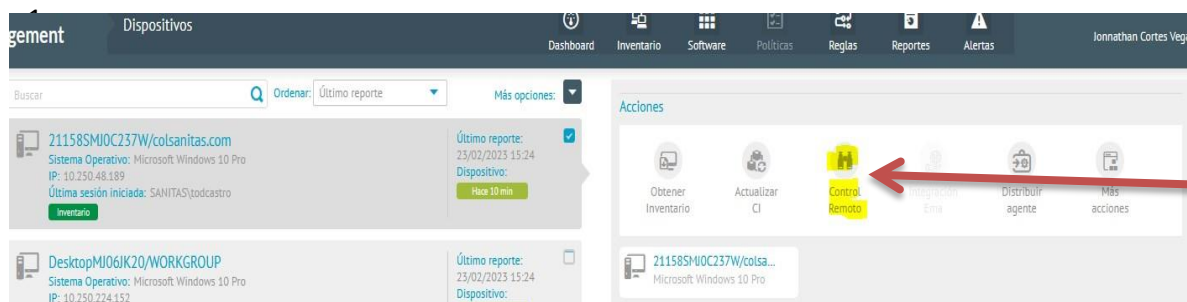 gement
Dispositivos
Dashboard
Inventario
Software
Políticas
Reglas
Reportes
Alertas
Jonnathan Cortes Vega
Buscar
Ordenar: Último reporte
Más opciones:
21158SMJ0C237W/colsanitas.com
Sistema Operativo: Microsoft Windows 10 Pro
IP: 10.250.48.189
Última sesión iniciada: SANITAS\todcastro
Inventario
Último reporte:
23/02/2023 15:24
Dispositivo:
Hace 10 min
DesktopMJ06JK20/WORKGROUP
Sistema Operativo: Microsoft Windows 10 Pro
IP: 10.250.224.152
Último reporte:
23/02/2023 15:24
Dispositivo:
Acciones
Obtener
Inventario
Actualizar
CI
Control
Remoto
Ema
Distribuir
agente
Más
acciones
21158SMJ0C237W/colsa...
Microsoft Windows 10 Pro